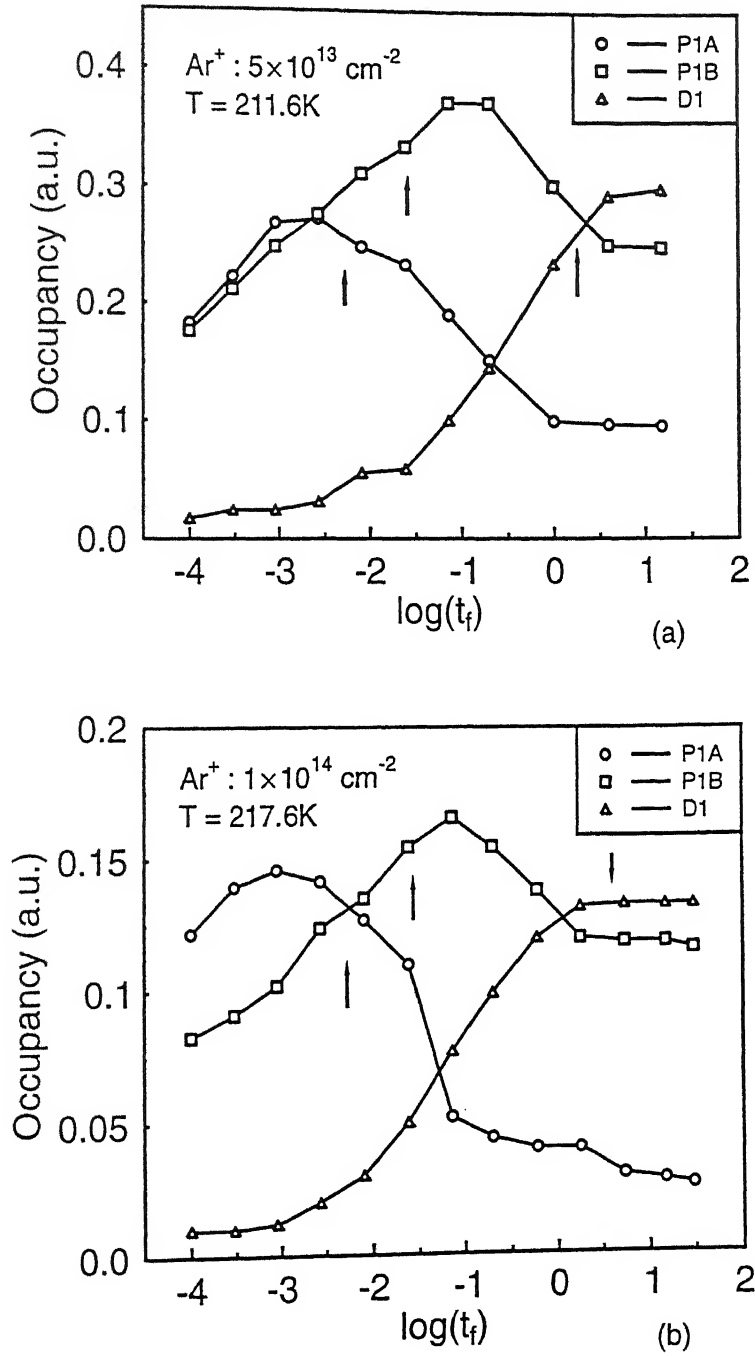 Ar⁺ : 5×10¹³ cm⁻²
T = 211.6K
P1A
P1B
D1
Occupancy (a.u.)
0.4
0.3
0.2
0.1
0.0
-4 -3 -2 -1 0 1 2
log(t_f)
(a)
Ar⁺ : 1×10¹⁴ cm⁻²
T = 217.6K
P1A
P1B
D1
Occupancy (a.u.)
0.2
0.15
0.1
0.05
0.0
-4 -3 -2 -1 0 1 2
log(t_f)
(b)